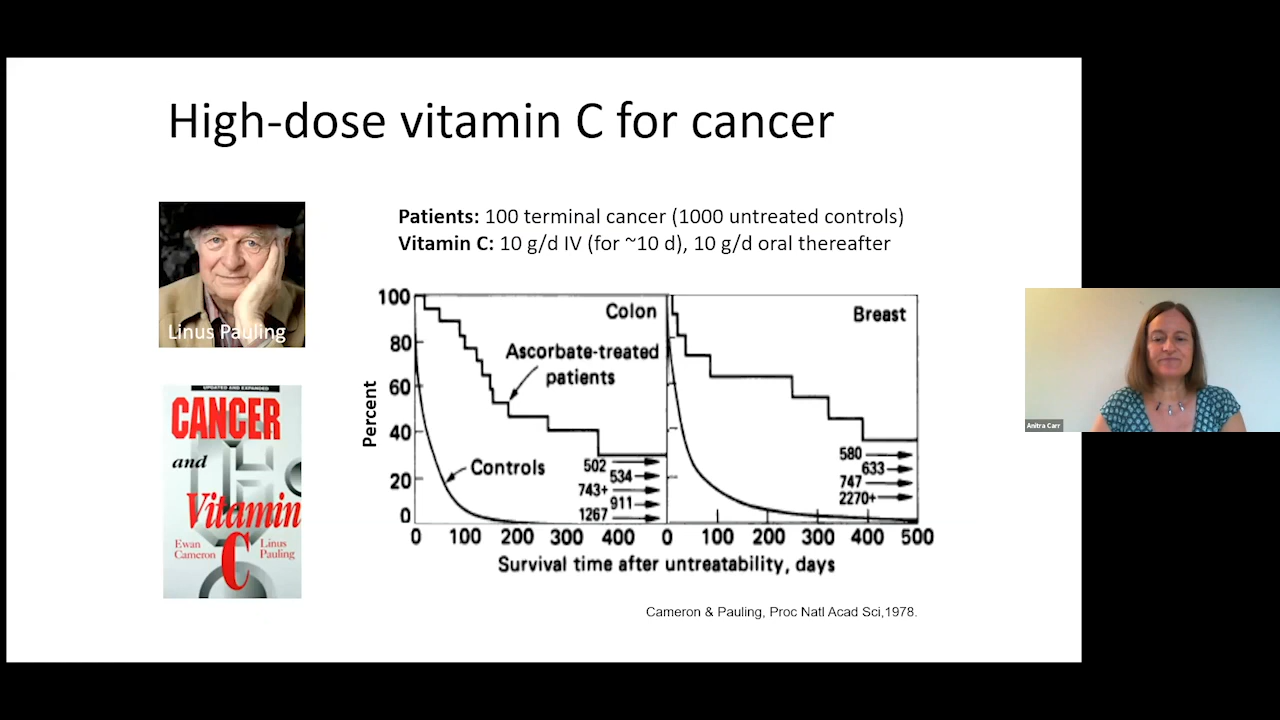 High-dose vitamin C for cancer
Patients: 100 terminal cancer (1000 untreated controls)
Vitamin C: 10 g/d IV (for ~10 d), 10 g/d oral thereafter
Linus Pauling
UPDATED AND EXPANDED
CANCER
and
Vitamin
C
Ewan
Cameron
Linus
Pauling
Percent
100
80
60
40
20
0
Colon
Ascorbate-treated
patients
Controls
502
534
743+
911
1267
Breast
580
633
747
2270+
0 100 200 300 400 0 100 200 300 400 500
Survival time after untreatability, days
Cameron & Pauling, Proc Natl Acad Sci,1978.
Anitra Carr